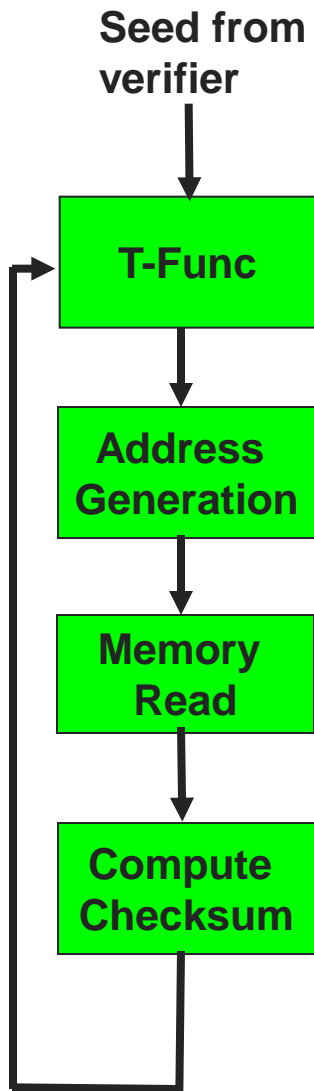 Seed from
verifier
T-Func
Address
Generation
Memory
Read
Compute
Checksum